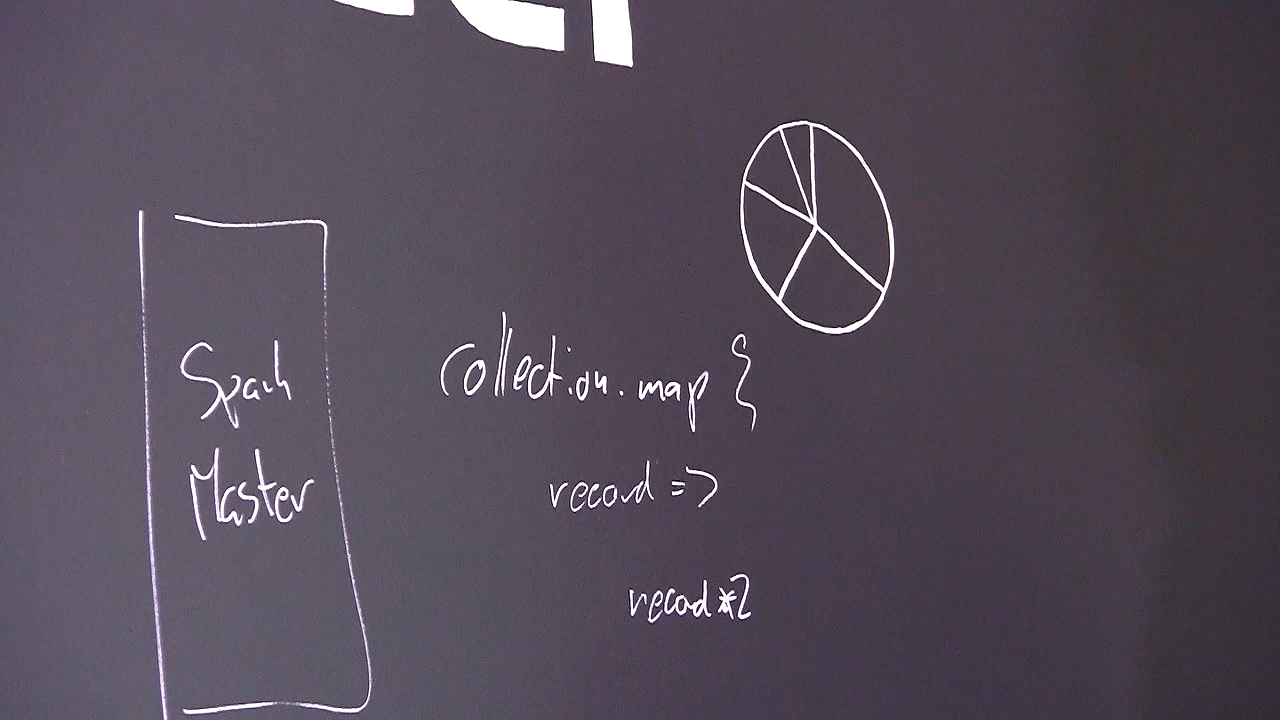 Spark
Master
collection.map {
record =>
record*2